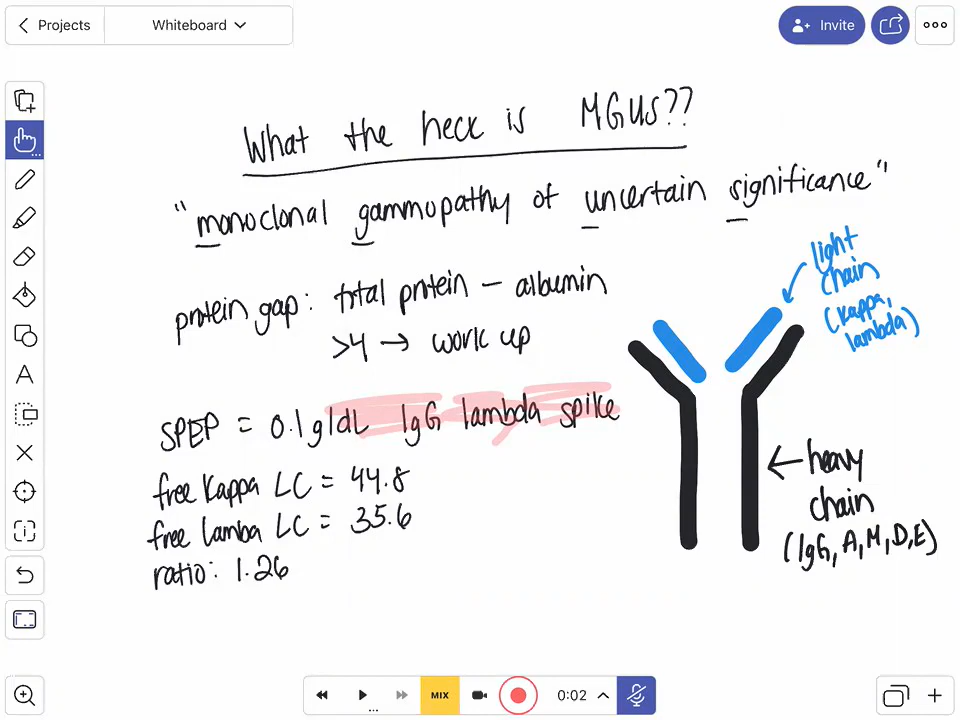 Projects
Whiteboard
Invite
What the heck is MGUS??
"monoclonal gammopathy of uncertain significance"
protein gap: total protein - albumin
>4 → work up
light
chain
(kappa,
lambda)
SPEP = 0.1g/dL IgG lambda spike
free Kappa LC = 44.8
free lamba LC = 35.6
ratio: 1.26
← heavy
chain
(IgG, A, M, D, E)
MIX
0:02